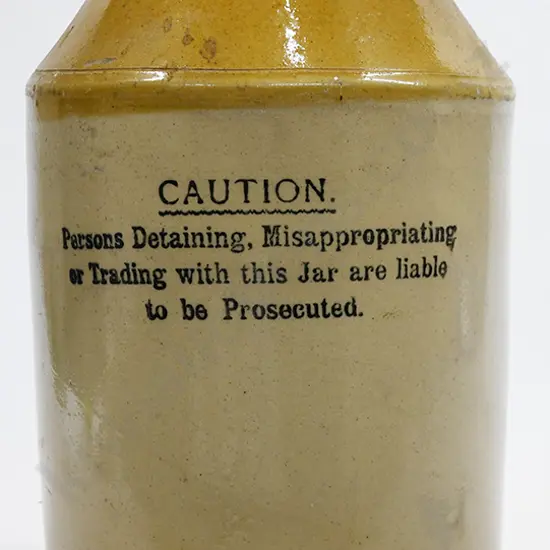 CAUTION.
Persons Detaining, Misappropriating
or Trading with this Jar are liable
to be Prosecuted.